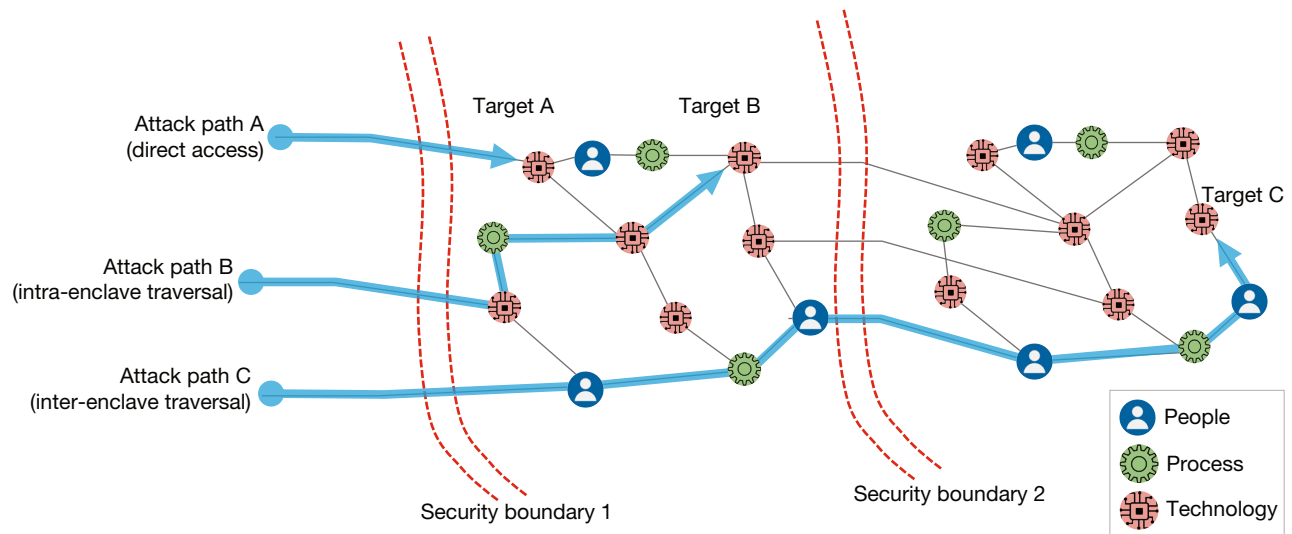 Target A
Target B
Attack path A
(direct access)
Target C
Attack path B
(intra-enclave traversal)
Attack path C
(inter-enclave traversal)
People
Process
Technology
Security boundary 1
Security boundary 2